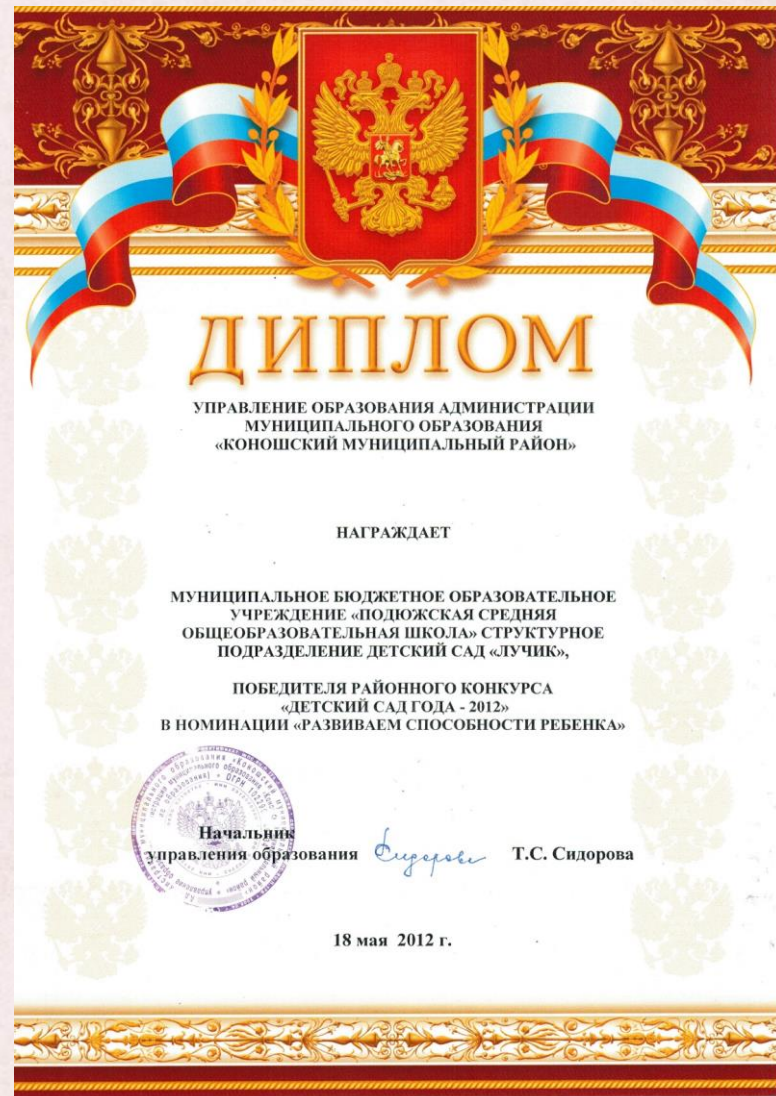 ДИПЛОМ
УПРАВЛЕНИЕ ОБРАЗОВАНИЯ АДМИНИСТРАЦИИ
МУНИЦИПАЛЬНОГО ОБРАЗОВАНИЯ
«КОНОШСКИЙ МУНИЦИПАЛЬНЫЙ РАЙОН»
НАГРАЖДАЕТ
МУНИЦИПАЛЬНОЕ БЮДЖЕТНОЕ ОБРАЗОВАТЕЛЬНОЕ
УЧРЕЖДЕНИЕ «ПОДЮЖСКАЯ СРЕДНЯЯ
ОБЩЕОБРАЗОВАТЕЛЬНАЯ ШКОЛА» СТРУКТУРНОЕ
ПОДРАЗДЕЛЕНИЕ ДЕТСКИЙ САД «ЛУЧИК»,
ПОБЕДИТЕЛЯ РАЙОННОГО КОНКУРСА
«ДЕТСКИЙ САД ГОДА - 2012»
В НОМИНАЦИИ «РАЗВИВАЕМ СПОСОБНОСТИ РЕБЕНКА»
Начальник
управления образования Сидорова Т.С. Сидорова
18 мая 2012 г.